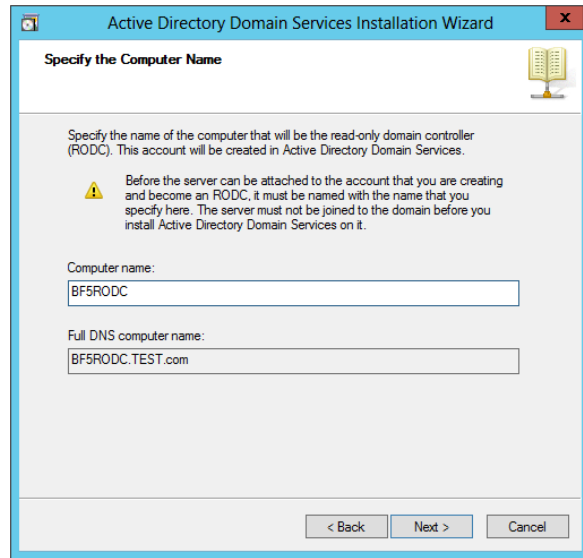 Active Directory Domain Services Installation Wizard
x
Specify the Computer Name
Specify the name of the computer that will be the read-only domain controller
(RODC). This account will be created in Active Directory Domain Services.
Before the server can be attached to the account that you are creating
and become an RODC, it must be named with the name that you
specify here. The server must not be joined to the domain before you
install Active Directory Domain Services on it.
Computer name:
BF5RODC
Full DNS computer name:
BF5RODC.TEST.com
< Back Next > Cancel